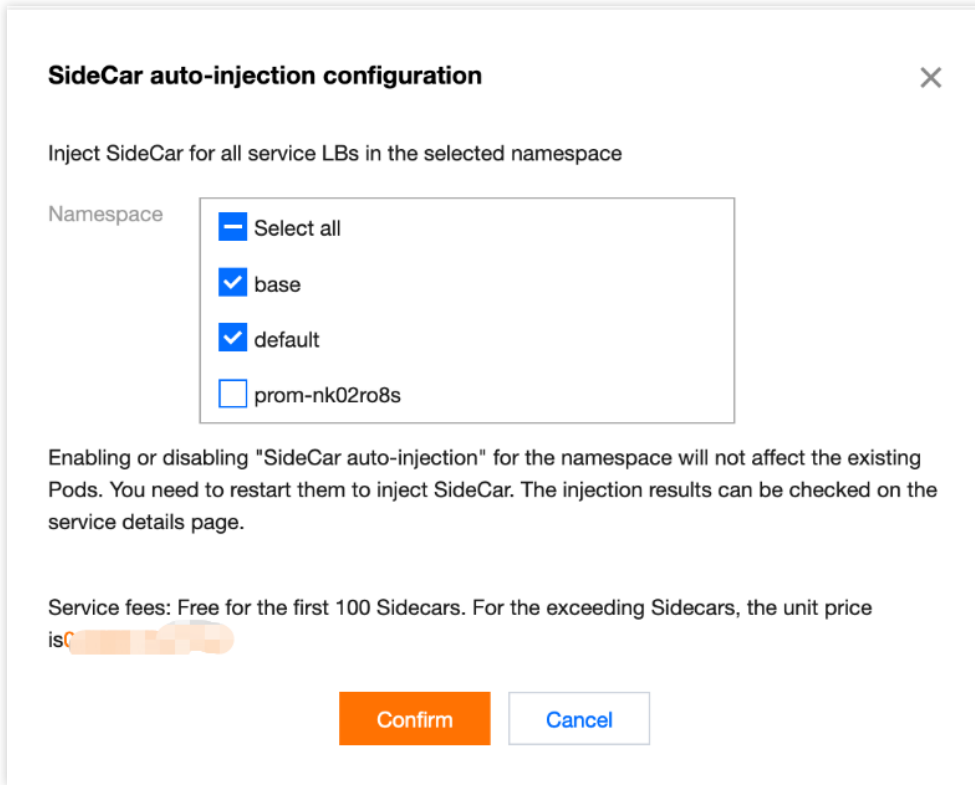 SideCar auto-injection configuration
Inject SideCar for all service LBs in the selected namespace
Namespace
Select all
base
default
prom-nk02ro8s
Enabling or disabling "SideCar auto-injection" for the namespace will not affect the existing
Pods. You need to restart them to inject SideCar. The injection results can be checked on the
service details page.
Service fees: Free for the first 100 Sidecars. For the exceeding Sidecars, the unit price
is
Confirm
Cancel